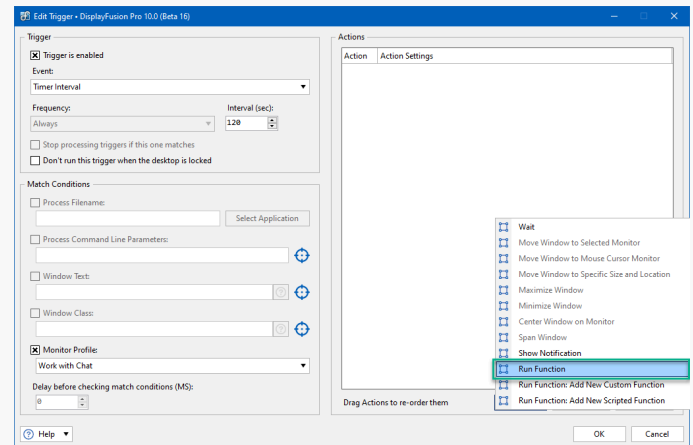 Edit Trigger • DisplayFusion Pro 10.0 (Beta 16)
Trigger
Trigger is enabled
Event:
Timer Interval
Frequency:
Interval (sec):
Always
120
Stop processing triggers if this one matches
Don't run this trigger when the desktop is locked
Match Conditions
Process Filename:
Select Application
Process Command Line Parameters:
Window Text:
Window Class:
Monitor Profile:
Work with Chat
Delay before checking match conditions (MS):
0
Help
Actions
Action
Action Settings
Wait
Move Window to Selected Monitor
Move Window to Mouse Cursor Monitor
Move Window to Specific Size and Location
Maximize Window
Minimize Window
Center Window on Monitor
Span Window
Show Notification
Run Function
Run Function: Add New Custom Function
Run Function: Add New Scripted Function
Drag Actions to re-order them
OK
Cancel